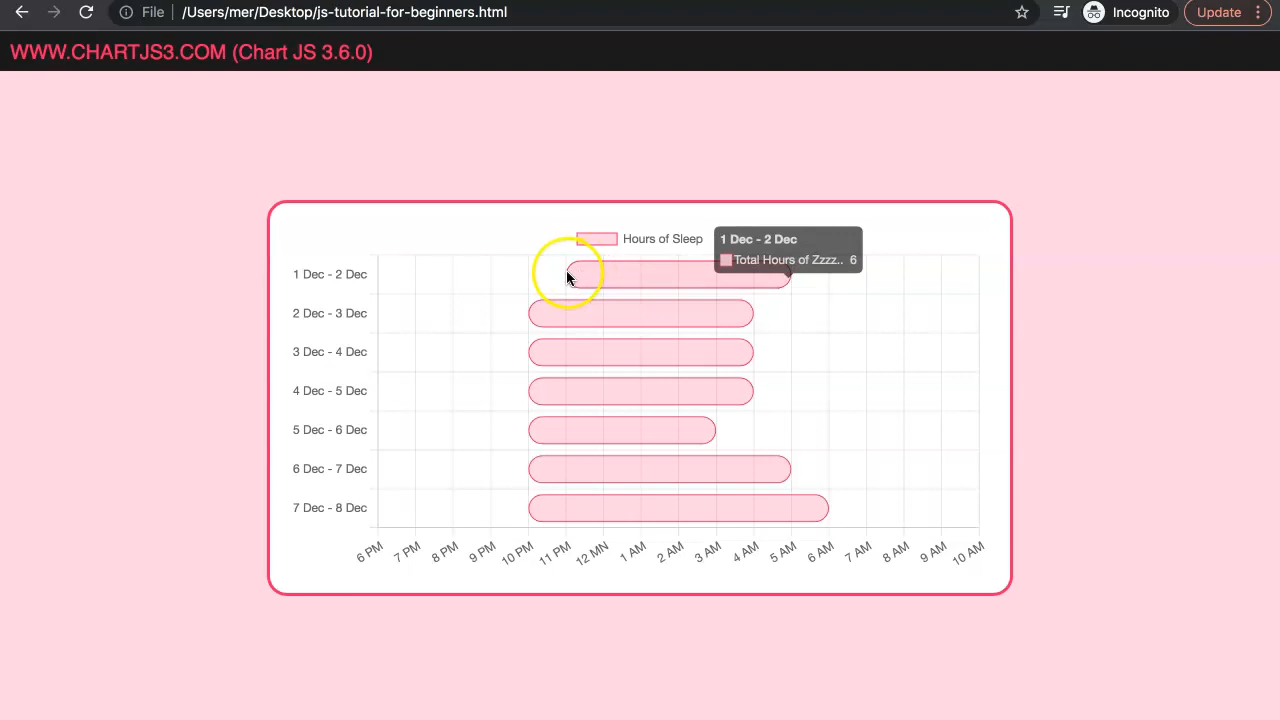 File
/Users/mer/Desktop/js-tutorial-for-beginners.html
Incognito
Update
WWW.CHARTJS3.COM (Chart JS 3.6.0)
Hours of Sleep
1 Dec - 2 Dec
Total Hours of Zzzz.. 6
1 Dec - 2 Dec
2 Dec - 3 Dec
3 Dec - 4 Dec
4 Dec - 5 Dec
5 Dec - 6 Dec
6 Dec - 7 Dec
7 Dec - 8 Dec
6 PM
7 PM
8 PM
9 PM
10 PM
11 PM
12 MN
1 AM
2 AM
3 AM
4 AM
5 AM
6 AM
7 AM
8 AM
9 AM
10 AM